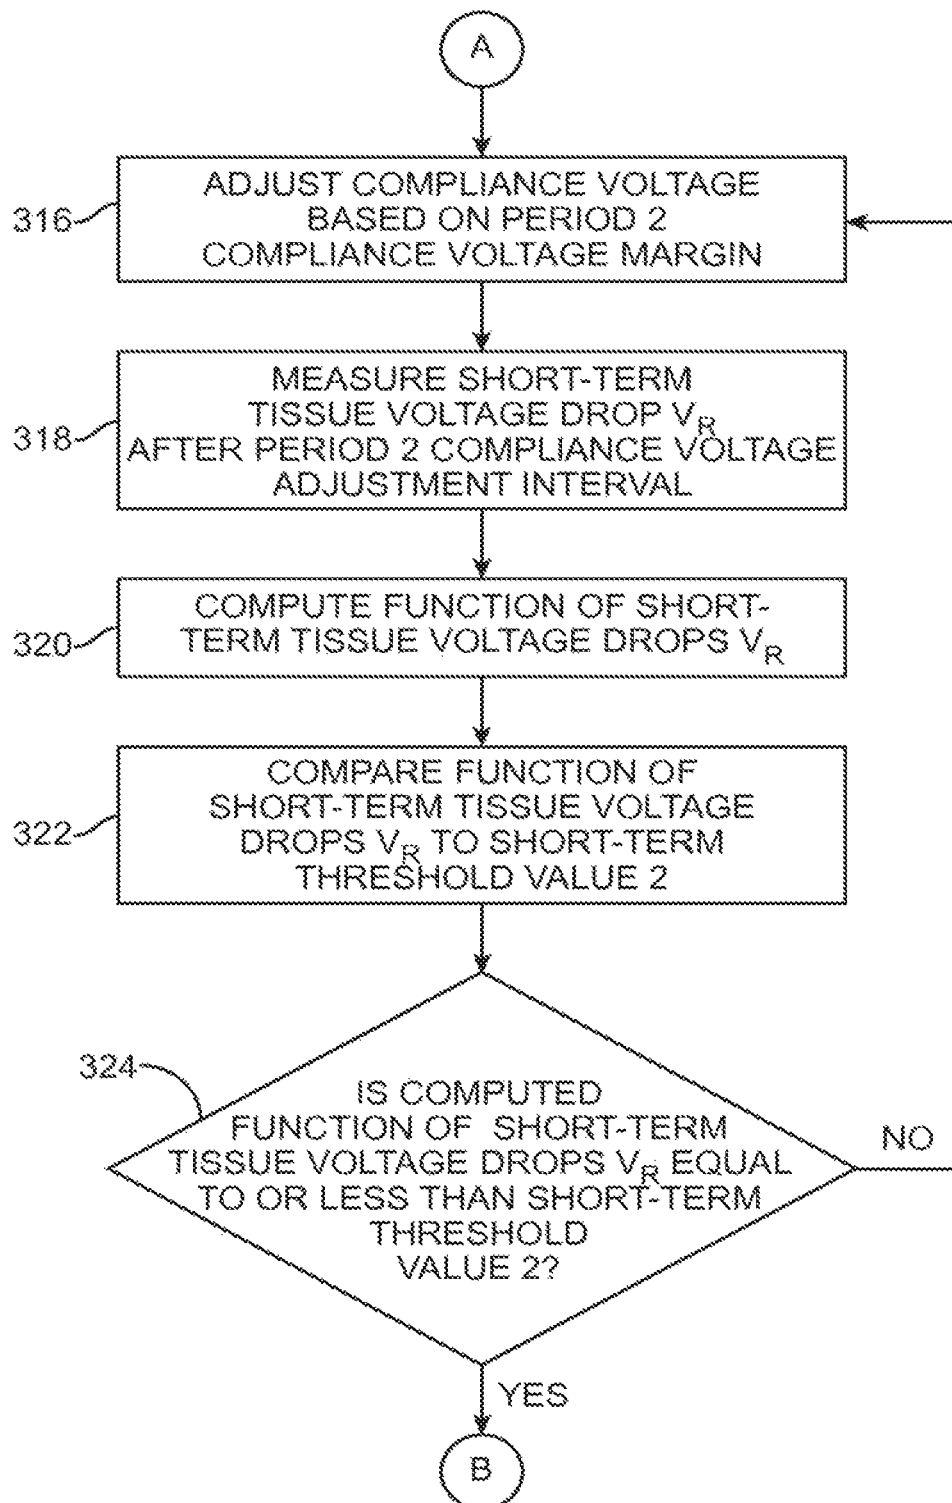 A
316
ADJUST COMPLIANCE VOLTAGE
BASED ON PERIOD 2
COMPLIANCE VOLTAGE MARGIN
318
MEASURE SHORT-TERM
TISSUE VOLTAGE DROP VR
AFTER PERIOD 2 COMPLIANCE VOLTAGE
ADJUSTMENT INTERVAL
320
COMPUTE FUNCTION OF SHORT-
TERM TISSUE VOLTAGE DROPS VR
322
COMPARE FUNCTION OF
SHORT-TERM TISSUE VOLTAGE
DROPS VR TO SHORT-TERM
THRESHOLD VALUE 2
324
IS COMPUTED
FUNCTION OF SHORT-TERM
TISSUE VOLTAGE DROPS VR EQUAL
TO OR LESS THAN SHORT-TERM
THRESHOLD
VALUE 2?
NO
YES
B